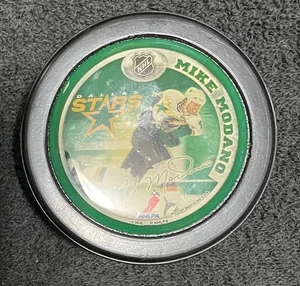 NHL
MIKE MODANO
DALLAS
STARS
NHLPA